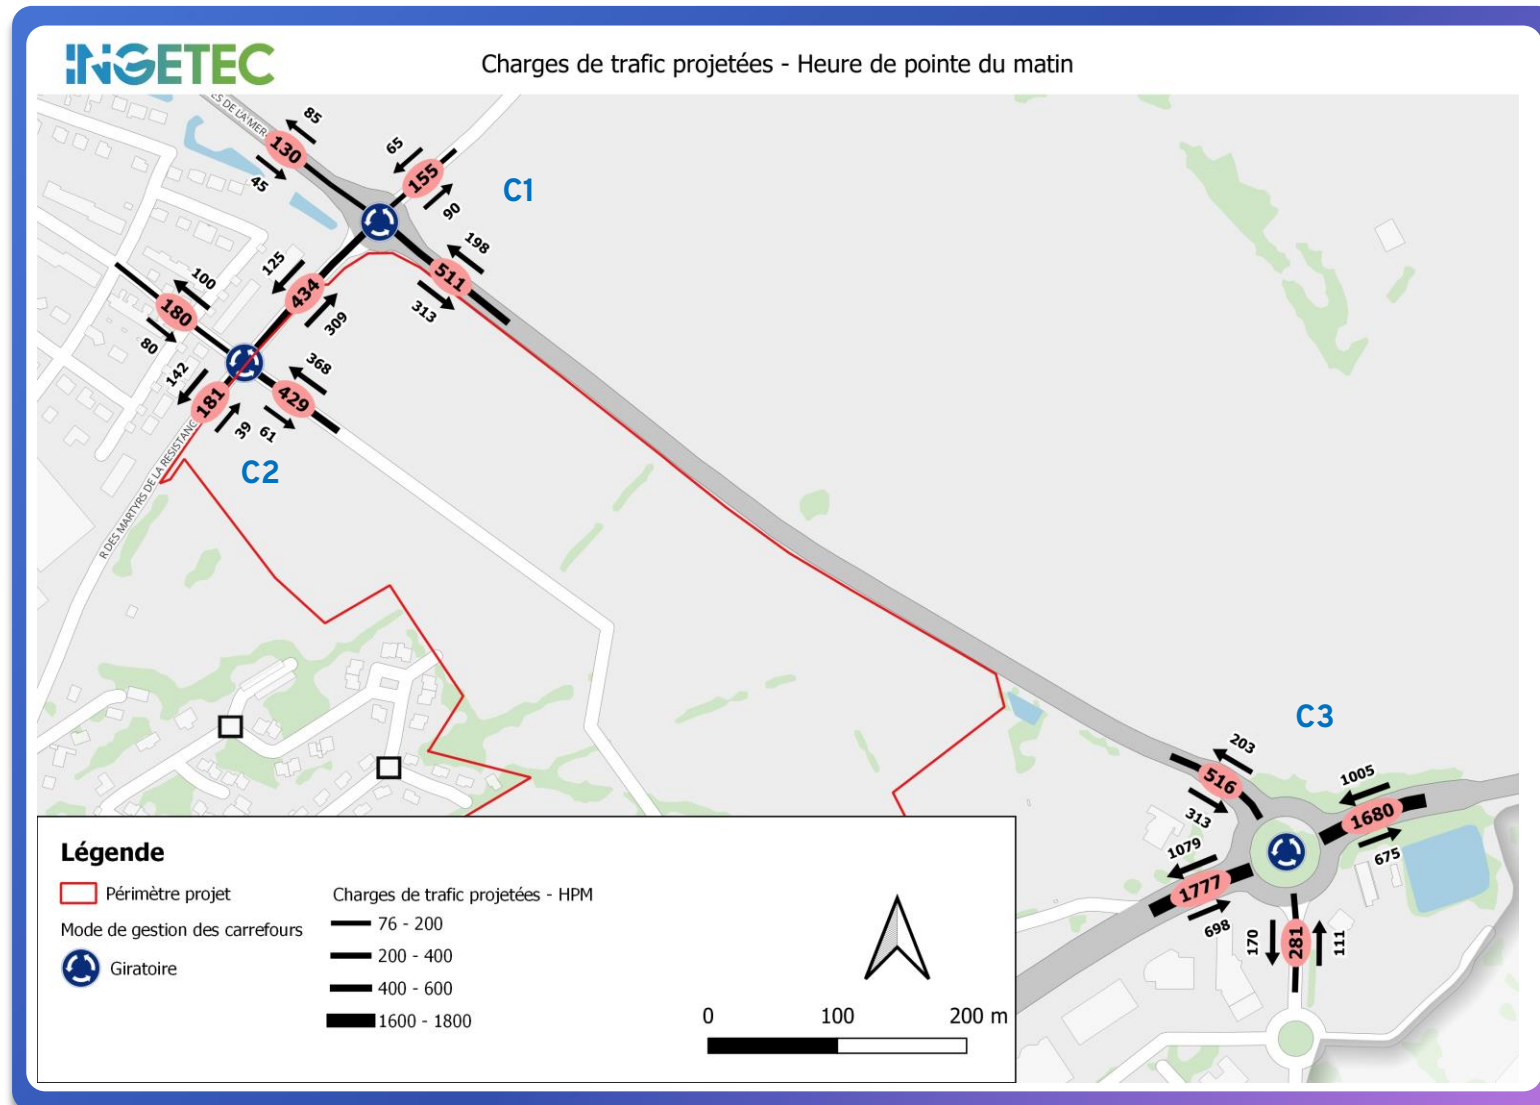 INGETEC
Charges de trafic projetées - Heure de pointe du matin
ES DE L'A'MER
85
130
45
65
155
90
C1
198
511
313
125
434
309
100
180
80
142
181
39
368
429
61
C2
R DES MARTYRS DE LA RESISTANC
C3
203
516
313
1005
1680
675
1079
1777
698
170
281
111
Légende
Périmètre projet
Mode de gestion des carrefours
Giratoire
Charges de trafic projetées - HPM
76 - 200
200 - 400
400 - 600
1600 - 1800
0 100 200 m